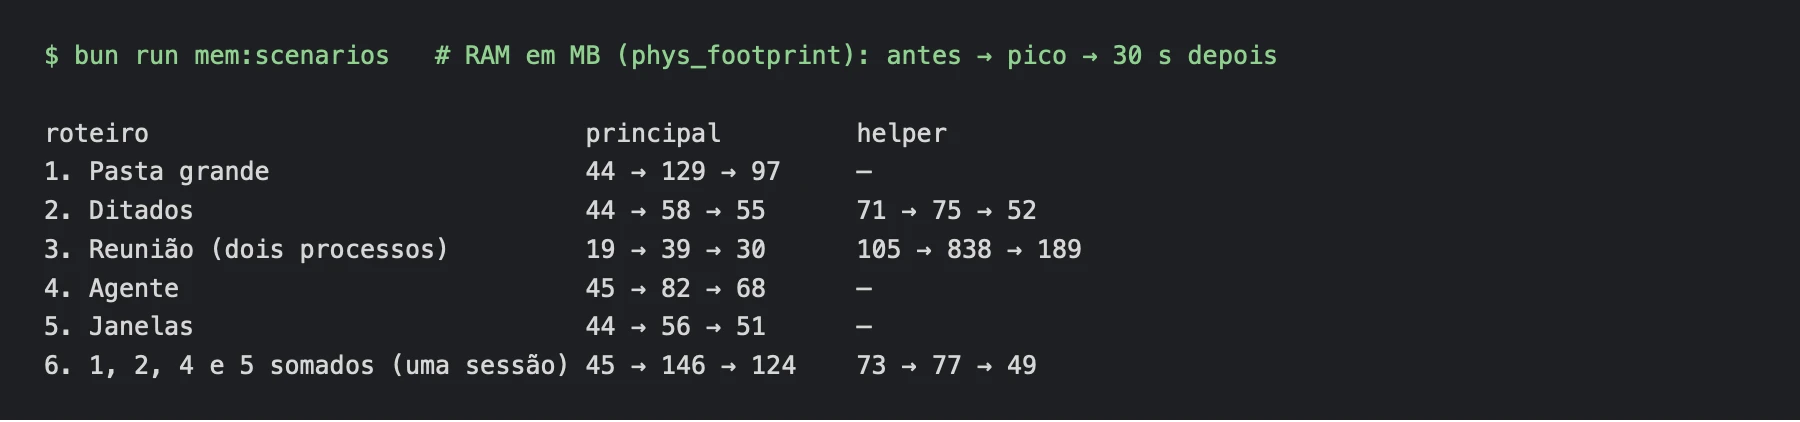 $ bun run mem:scenarios   # RAM em MB (phys_footprint): antes → pico → 30 s depois
roteiro principal helper
1. Pasta grande 44 → 129 → 97 —
2. Ditados 44 → 58 → 55 71 → 75 → 52
3. Reunião (dois processos) 19 → 39 → 30 105 → 838 → 189
4. Agente 45 → 82 → 68 —
5. Janelas 44 → 56 → 51 —
6. 1, 2, 4 e 5 somados (uma sessão) 45 → 146 → 124 73 → 77 → 49